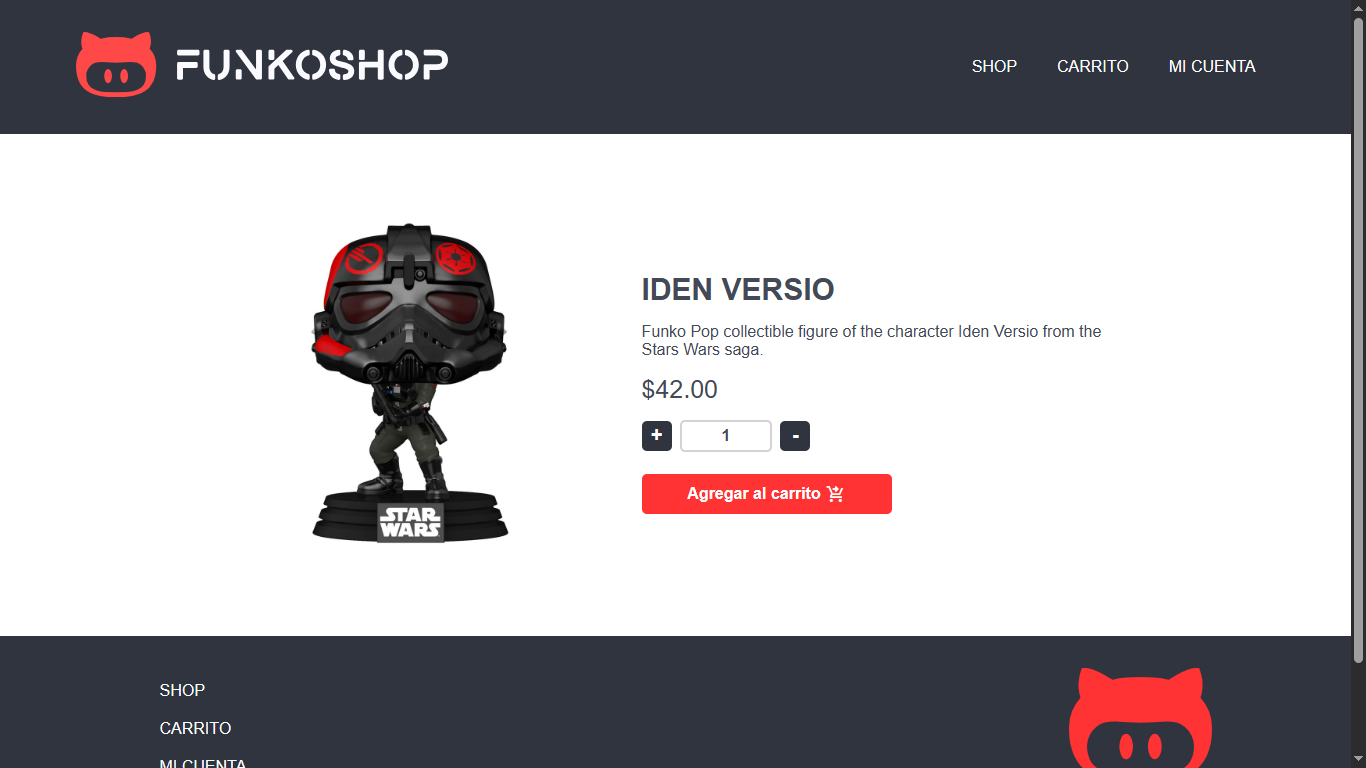 FUNKOSHOP
SHOP
CARRITO
MI CUENTA
STAR
WARS
IDEN VERSIO
Funko Pop collectible figure of the character Iden Versio from the
Stars Wars saga.
$42.00
+ 1 -
Agregar al carrito
SHOP
CARRITO
MI CUENTA